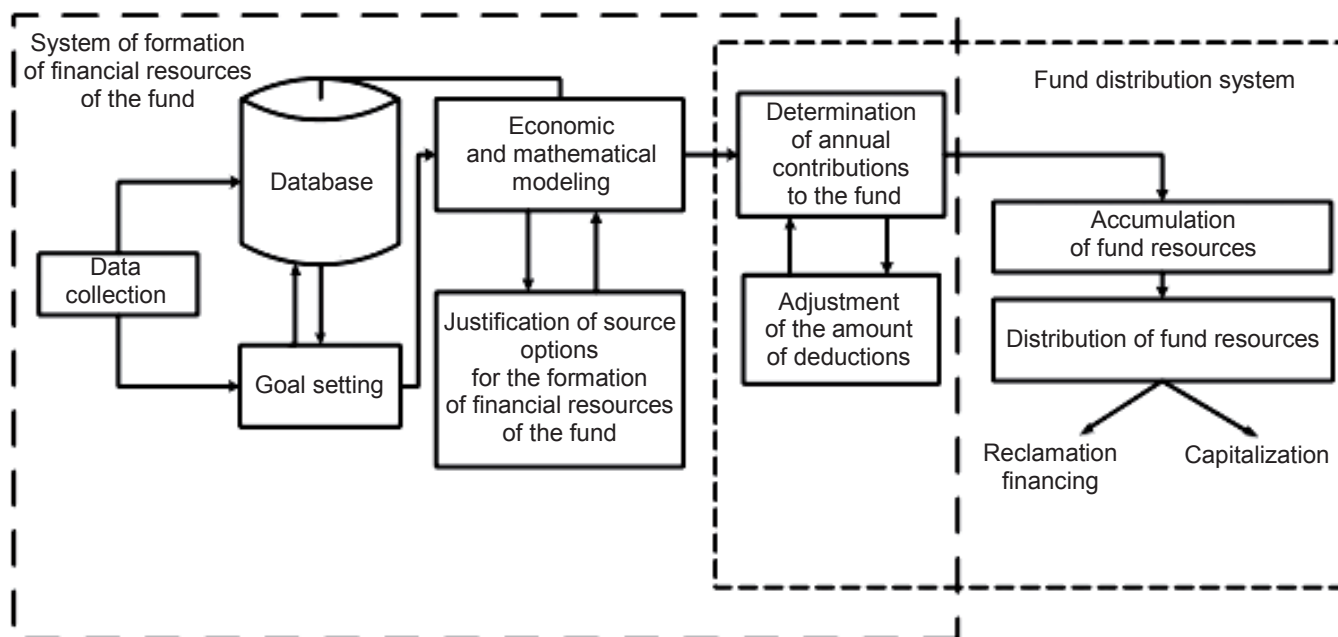 System of formation
of financial resources
of the fund
Database
Data
collection
Goal setting
Economic
and mathematical
modeling
Justification of source
options
for the formation
of financial resources
of the fund
Determination
of annual
contributions
to the fund
Adjustment
of the amount
of deductions
Fund distribution system
Accumulation
of fund resources
Distribution of fund resources
Reclamation
financing
Capitalization